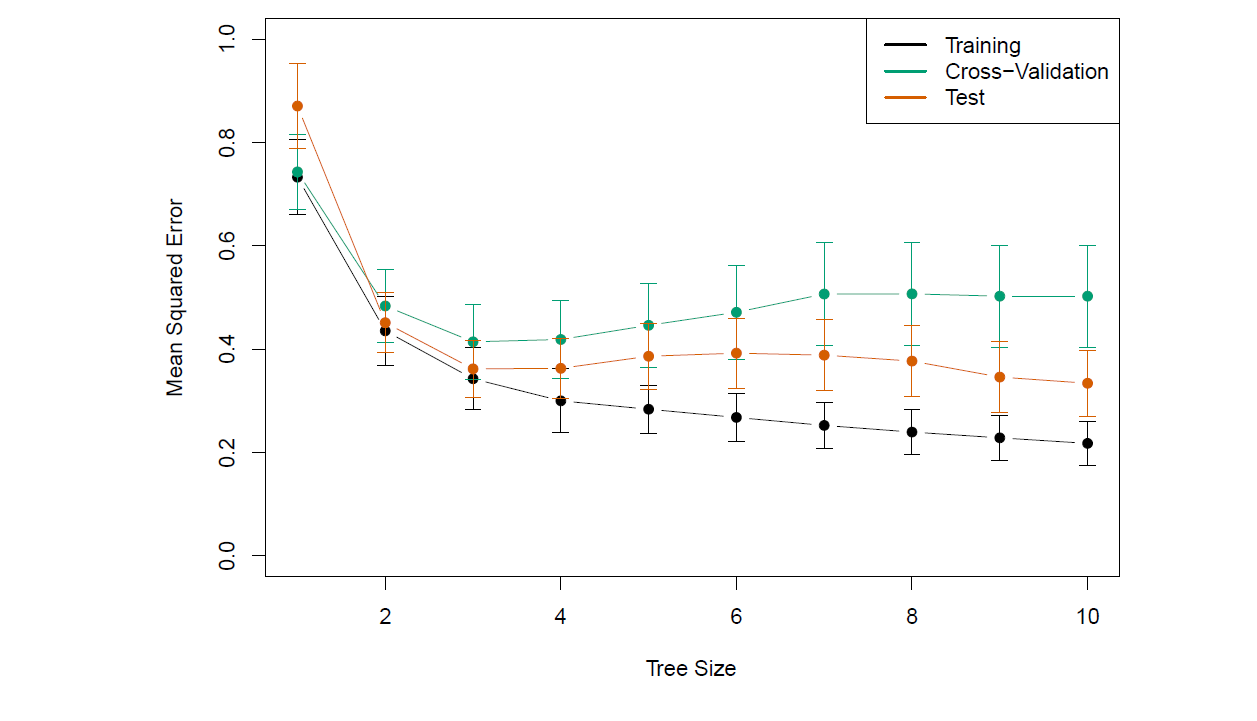 Training
Cross−Validation
Test
1.0
0.8
0.6
0.4
0.2
0.0
Mean Squared Error
2 4 6 8 10
Tree Size